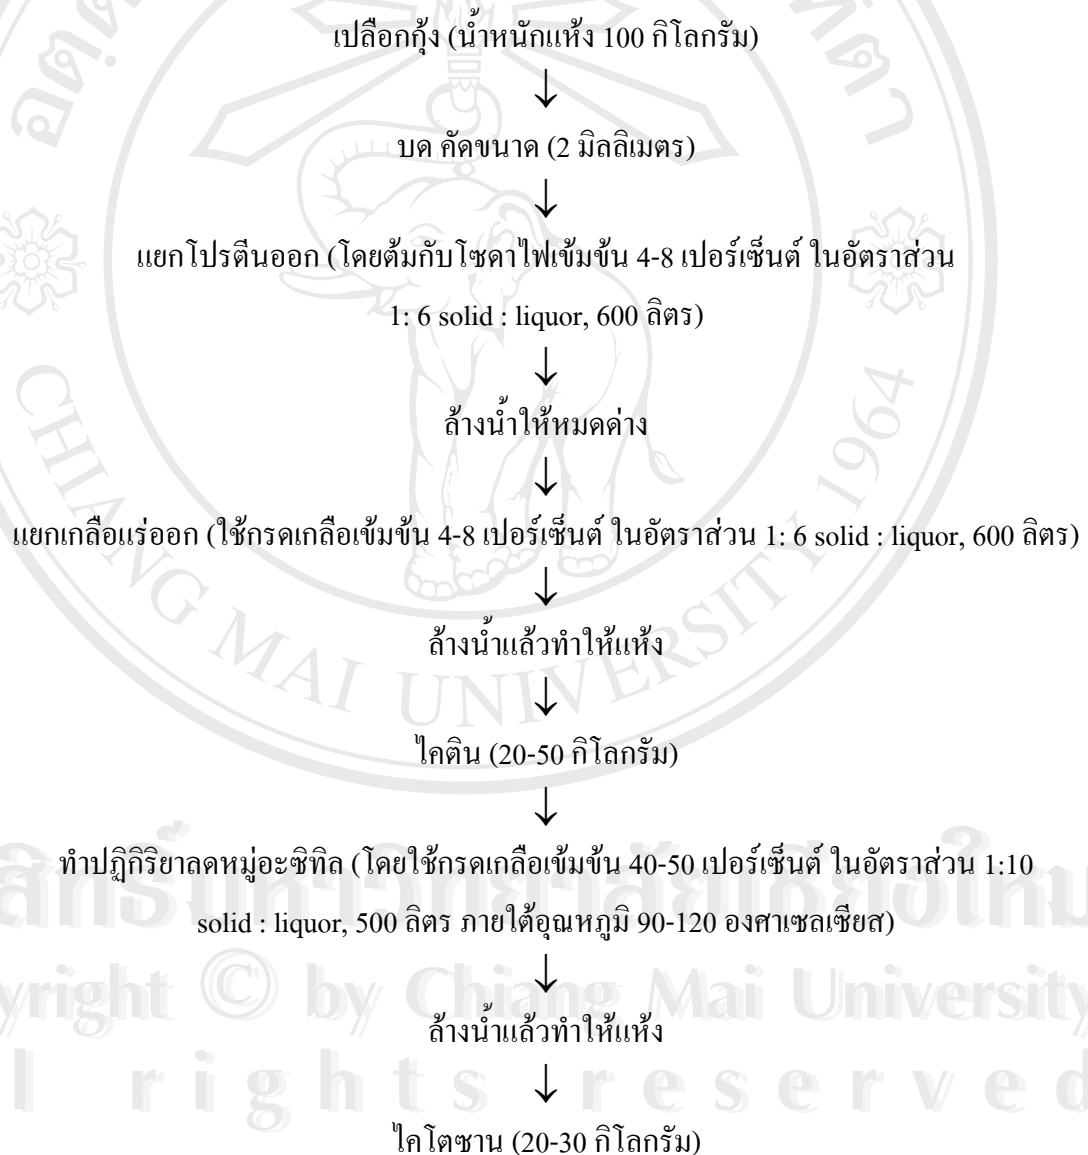 เปลือกกุ้ง (น้ำหนักแห้ง 100 กิโลกรัม)
↓
บด คัดขนาด (2 มิลลิเมตร)
↓
แยกโปรตีนออก (โดยต้มกับโซดาไฟเข้มข้น 4-8 เปอร์เซ็นต์ ในอัตราส่วน
1: 6 solid : liquor, 600 ลิตร)
↓
ล้างน้ำให้หมดด่าง
↓
แยกเกลือแร่ออก (ใช้กรดเกลือเข้มข้น 4-8 เปอร์เซ็นต์ ในอัตราส่วน 1: 6 solid : liquor, 600 ลิตร)
↓
ล้างน้ำแล้วทำให้แห้ง
↓
ไคติน (20-50 กิโลกรัม)
↓
ทำปฏิกิริยาลดหมู่อะซิทิล (โดยใช้กรดเกลือเข้มข้น 40-50 เปอร์เซ็นต์ ในอัตราส่วน 1:10
solid : liquor, 500 ลิตร ภายใต้อุณหภูมิ 90-120 องศาเซลเซียส)
↓
ล้างน้ำแล้วทำให้แห้ง
↓
ไคโตซาน (20-30 กิโลกรัม)
CHIANG MAI UNIVERSITY 1964
© by Chiang Mai University
rights reserved